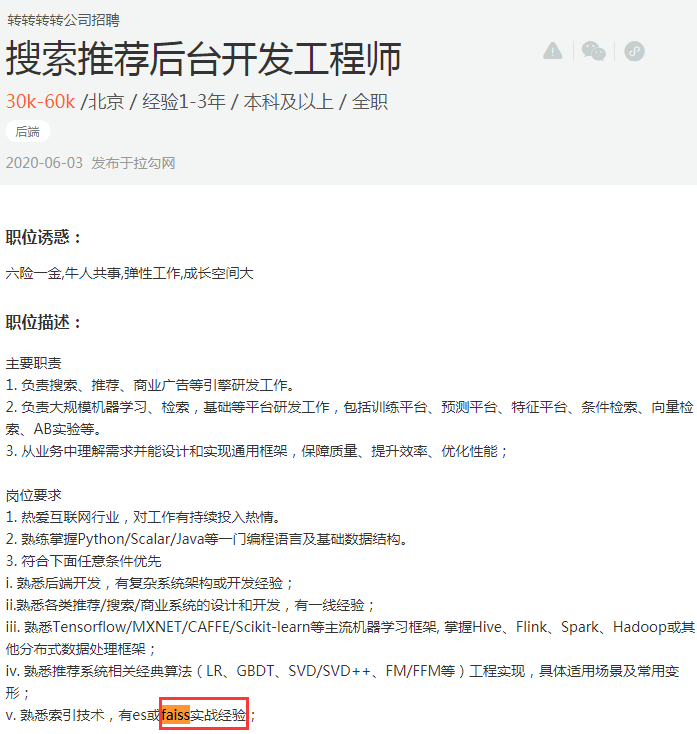 转转转转公司招聘
搜索推荐后台开发工程师
30k-60k /北京 / 经验1-3年 / 本科及以上 / 全职
后端
2020-06-03 发布于拉勾网
职位诱惑：
六险一金,牛人共事,弹性工作,成长空间大
职位描述：
主要职责
1. 负责搜索、推荐、商业广告等引擎研发工作。
2. 负责大规模机器学习、检索，基础等平台研发工作，包括训练平台、预测平台、特征平台、条件检索、向量检
索、AB实验等。
3. 从业务中理解需求并能设计和实现通用框架，保障质量、提升效率、优化性能；
岗位要求
1. 热爱互联网行业，对工作有持续投入热情。
2. 熟练掌握Python/Scalar/Java等一门编程语言及基础数据结构。
3. 符合下面任意条件优先
i. 熟悉后端开发，有复杂系统架构或开发经验；
ii.熟悉各类推荐/搜索/商业系统的设计和开发，有一线经验；
iii. 熟悉Tensorflow/MXNET/CAFFE/Scikit-learn等主流机器学习框架, 掌握Hive、Flink、Spark、Hadoop或其
他分布式数据处理框架；
iv. 熟悉推荐系统相关经典算法（LR、GBDT、SVD/SVD++、FM/FFM等）工程实现，具体适用场景及常用变
形；
v. 熟悉索引技术，有es或faiss实战经验；